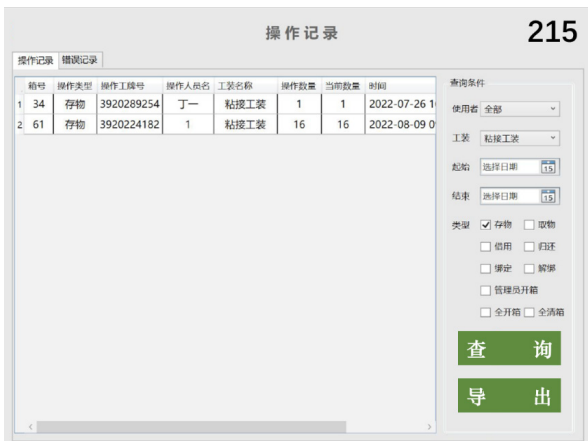 操作记录
215
操作记录 错误记录
箱号 操作类型 操作工牌号 操作人员名 工装名称 操作数量 当前数量 时间
1 34 存物 3920289254 丁一 粘接工装 1 1 2022-07-26 1
2 61 存物 3920224182 1 粘接工装 16 16 2022-08-09 0
查询条件
使用者 全部
工装 粘接工装
起始 选择日期 15
结束 选择日期 15
类型 存物 取物
借用 归还
绑定 解绑
管理员开箱
全开箱 全清箱
查 询
导 出